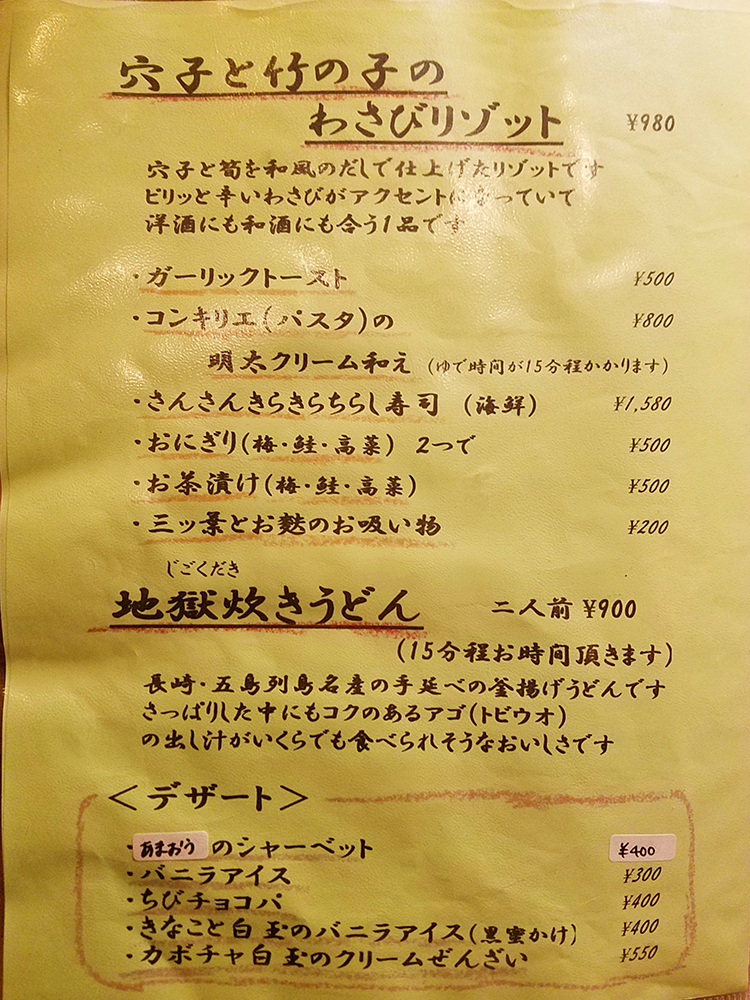 穴子と竹の子の
わさびリゾット ¥980
穴子と筍を和風のだしで仕上げたリゾットです
ピリッと辛いわさびがアクセントになっていて
洋酒にも和酒にも合う1品です
・ガーリックトースト ¥500
・コンキリエ(パスタ)の ¥800
明太クリーム和え (ゆで時間が15分程かかります)
・さんさんきらきらちらし寿司 (海鮮) ¥1,580
・おにぎり(梅・鮭・高菜) 2つで ¥500
・お茶漬け(梅・鮭・高菜) ¥500
・三ッ葉とお麩のお吸い物 ¥200
じごくだき
地獄炊きうどん 二人前 ¥900
(15分程お時間頂きます)
長崎・五島列島名産の手延べの釜揚げうどんです
さっぱりした中にもコクのあるアゴ(トビウオ)
の出し汁がいくらでも食べられそうなおいしさです
<デザート>
・あまおうのシャーベット ¥400
・バニラアイス ¥300
・ちびチョコパ ¥400
・きなこと白玉のバニラアイス(黒蜜かけ) ¥400
・カボチャ白玉のクリームぜんざい ¥550